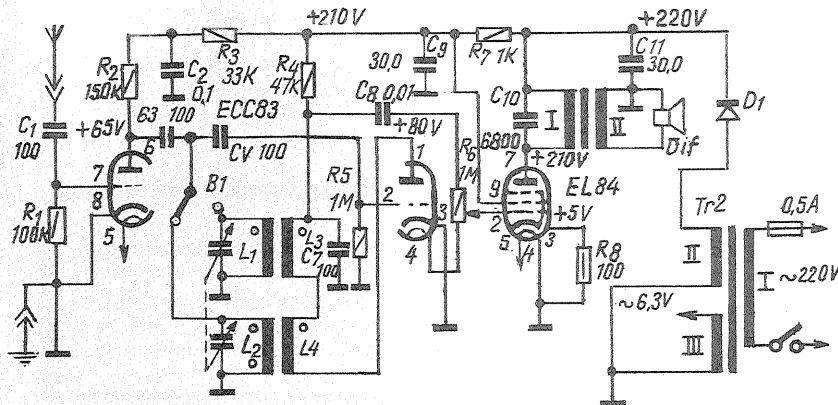 +210V
+220V
R2
150K
C2
0,1
R3
33K
R4
47K
C9
30,0
R7 1K
C11
30,0
C8 0,01
C10
6800
I
II
Dif
D1
C1
100
+65V
63
100
ECC83
CV 100
+80V
R6
1M
7
+210V
EL84
6
7
8
5
R1
100K
B1
R5
1M
1
2
3
4
9
2
+5V
5
4
3
R8
100
Tr2
0,5A
L1
L3
C7
100
L2
L4
II
I
~220V
~6,3V
III